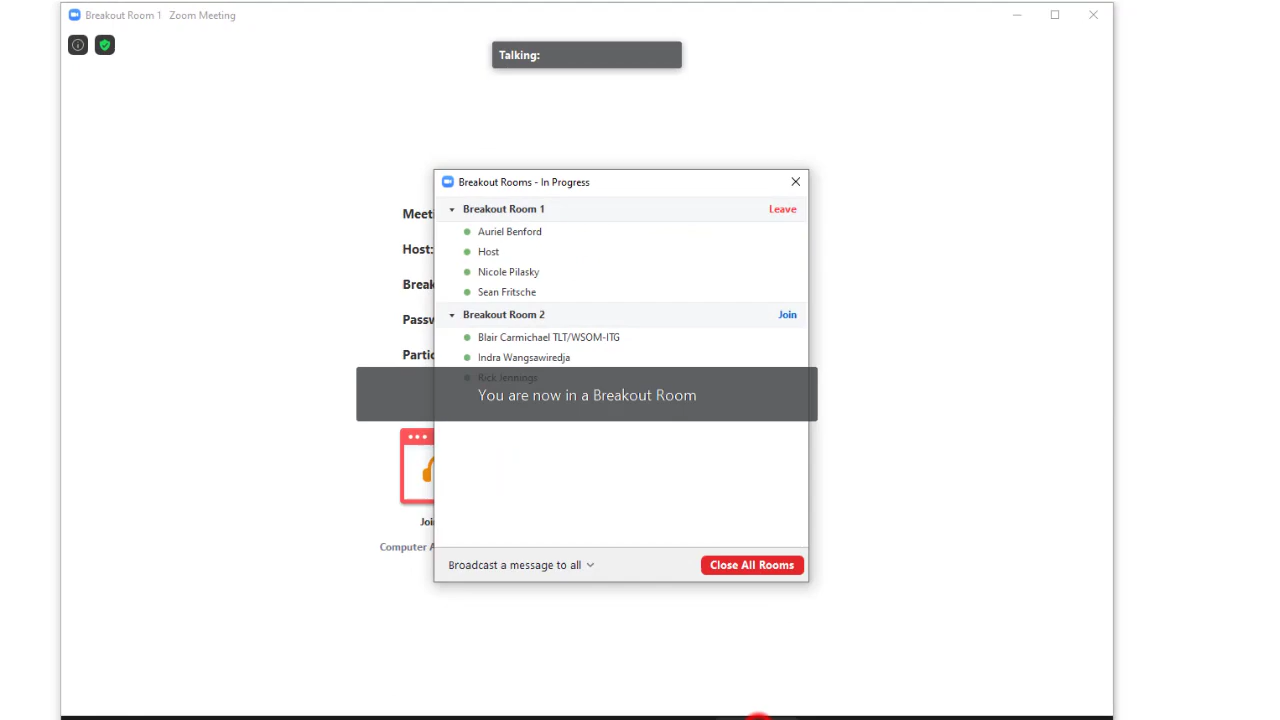 Breakout Room 1 Zoom Meeting
Talking:
Breakout Rooms - In Progress
Breakout Room 1 Leave
Auriel Benford
Host
Nicole Pilasky
Sean Fritsche
Breakout Room 2 Join
Blair Carmichael TLT/WSOM-ITG
Indra Wangsawiredja
Rick Jennings
You are now in a Breakout Room
Meeti
Host:
Break
Passw
Partic
Joi
Computer A
Broadcast a message to all
Close All Rooms